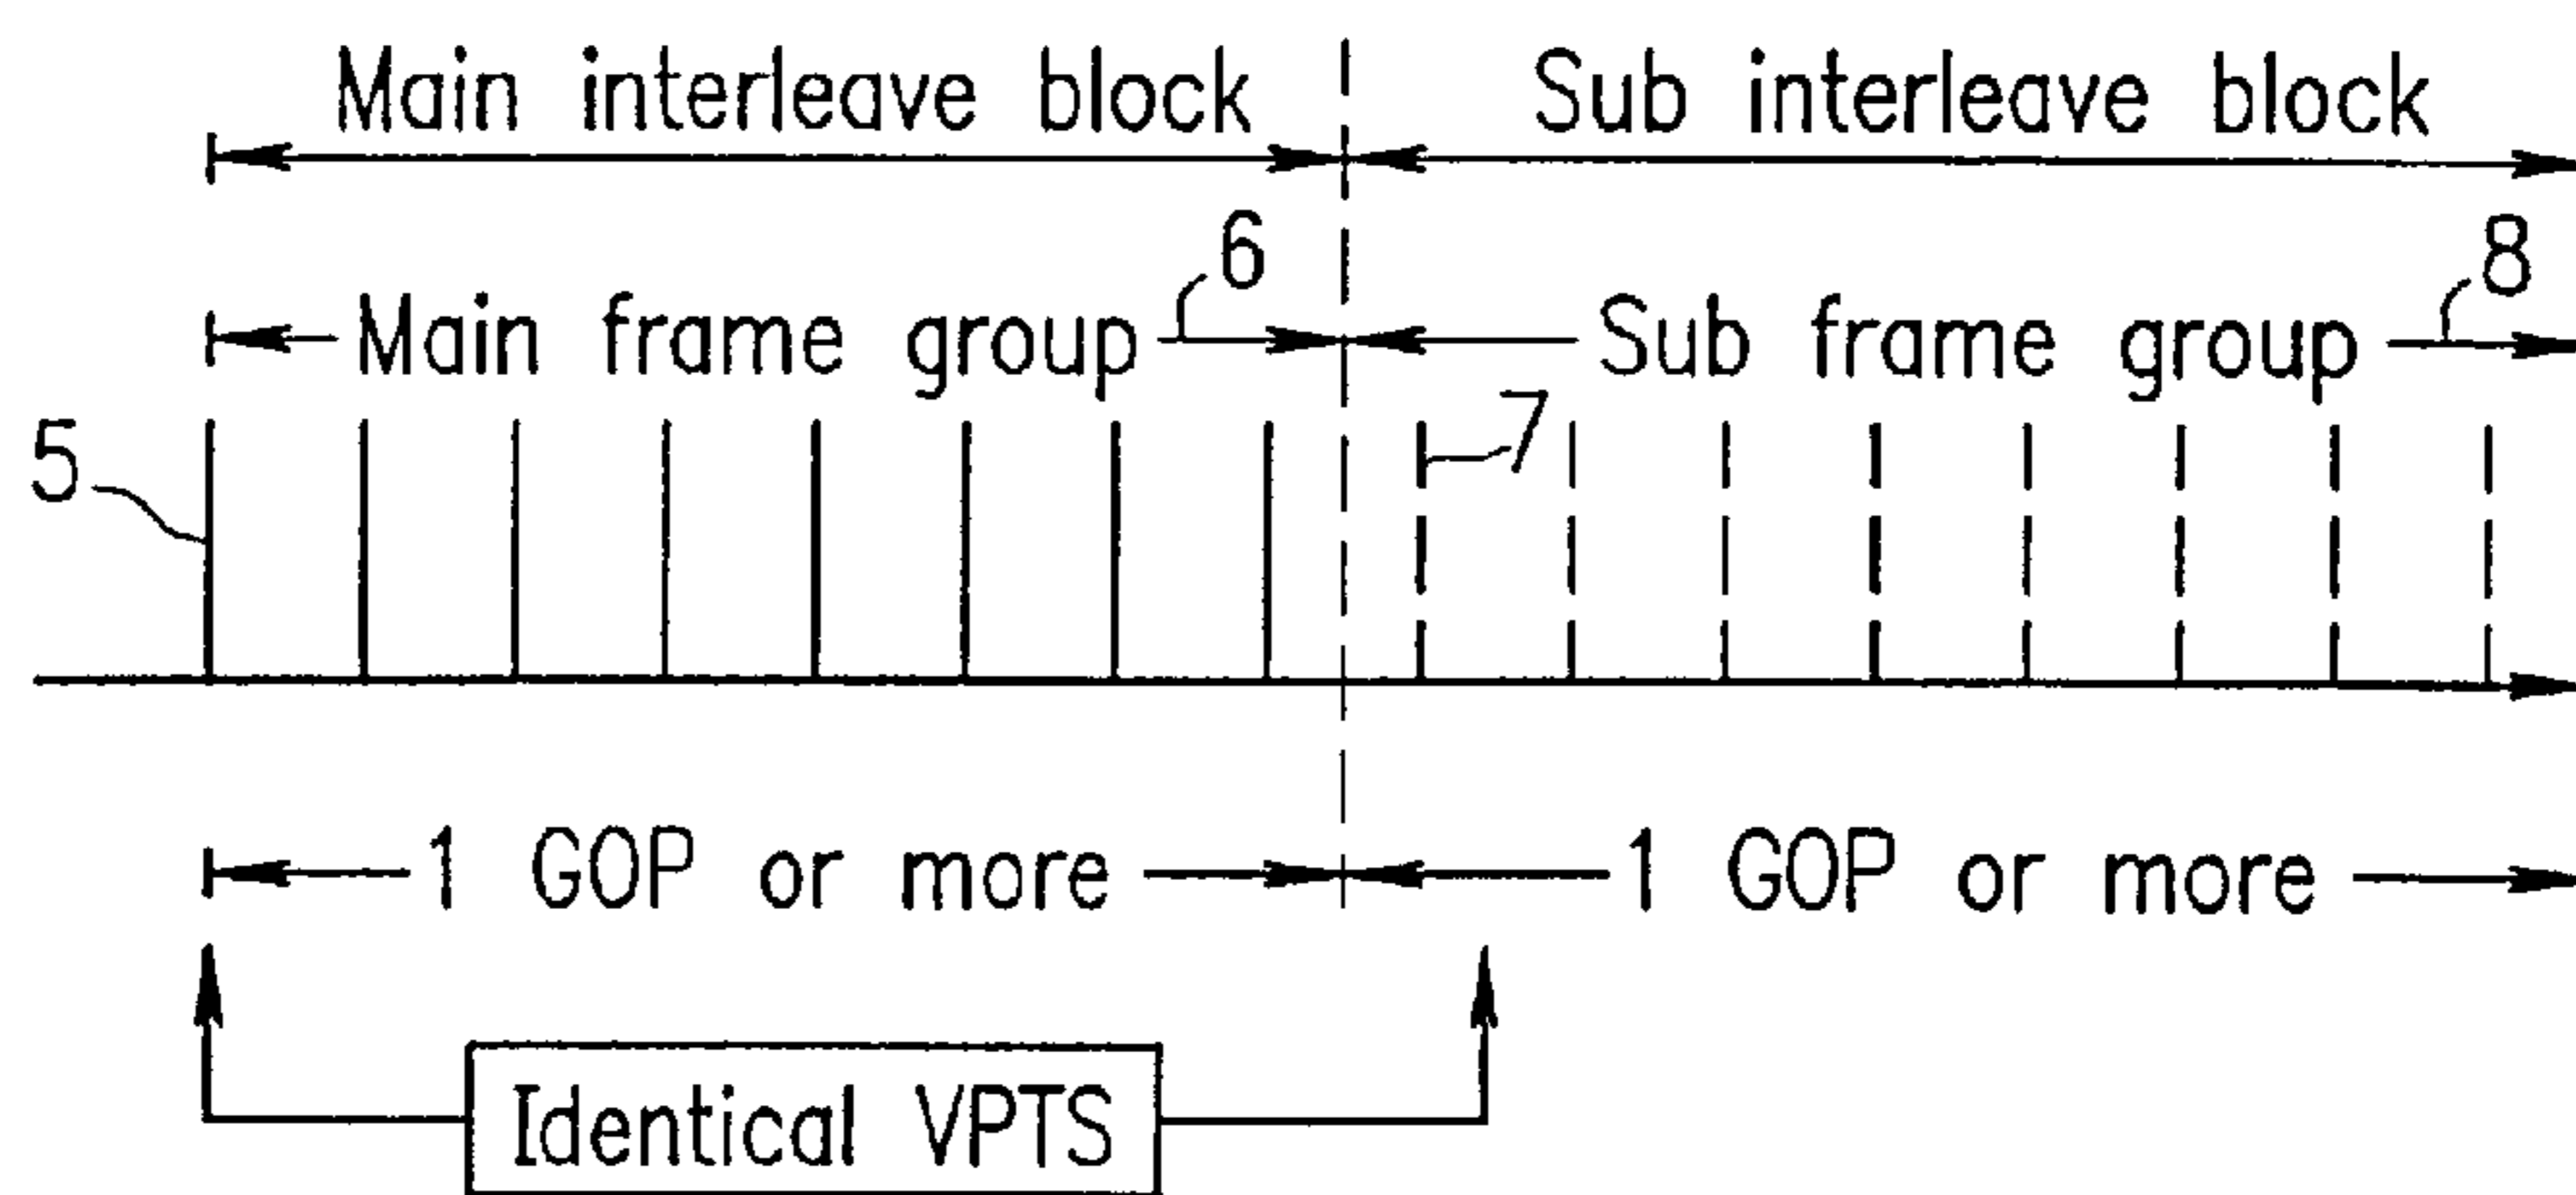 Main interleave block Sub interleave block
6 8
Main frame group Sub frame group
5 7
1 GOP or more 1 GOP or more
Identical VPTS